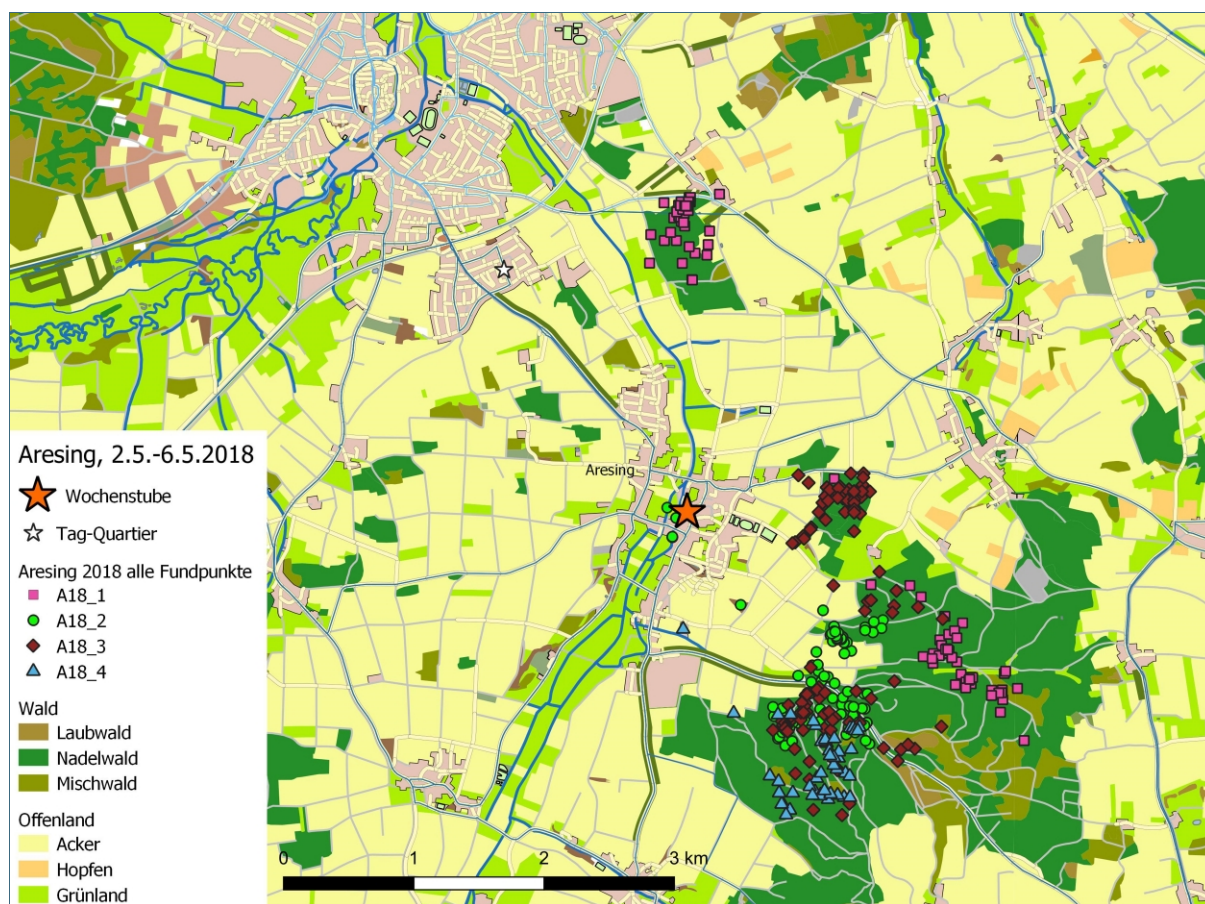 Aresing
Aresing, 2.5.-6.5.2018
Wochenstube
Tag-Quartier
Aresing 2018 alle Fundpunkte
A18_1
A18_2
A18_3
A18_4
Wald
Laubwald
Nadelwald
Mischwald
Offenland
Acker
Hopfen
Grünland
0 1 2 3 km